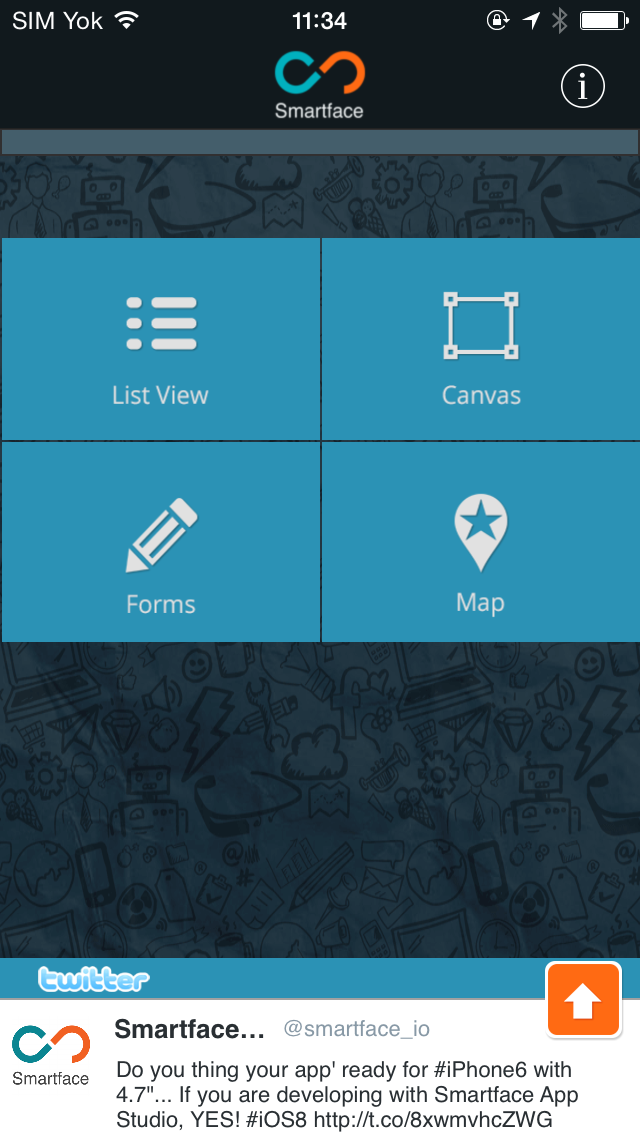 SIM Yok 11:34
Smartface
i
List View
Canvas
Forms
Map
twitter
Smartface... @smartface_io
Smartface
Do you thing your app' ready for #iPhone6 with
4.7"... If you are developing with Smartface App
Studio, YES! #iOS8 http://t.co/8xwmvhcZWG